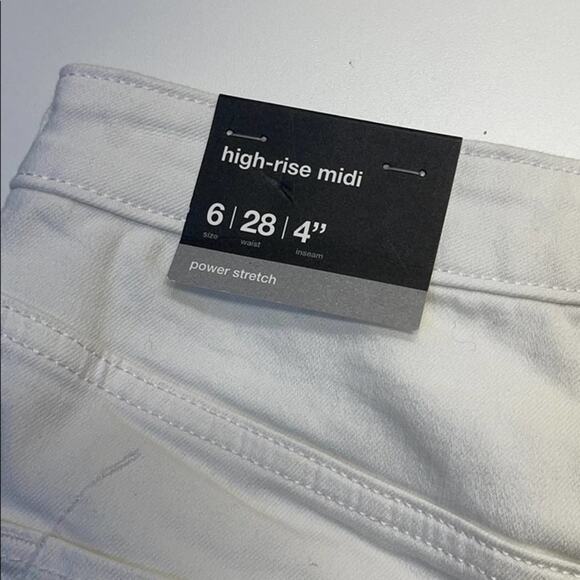 high-rise midi
6 | 28 | 4”
size waist inseam
power stretch